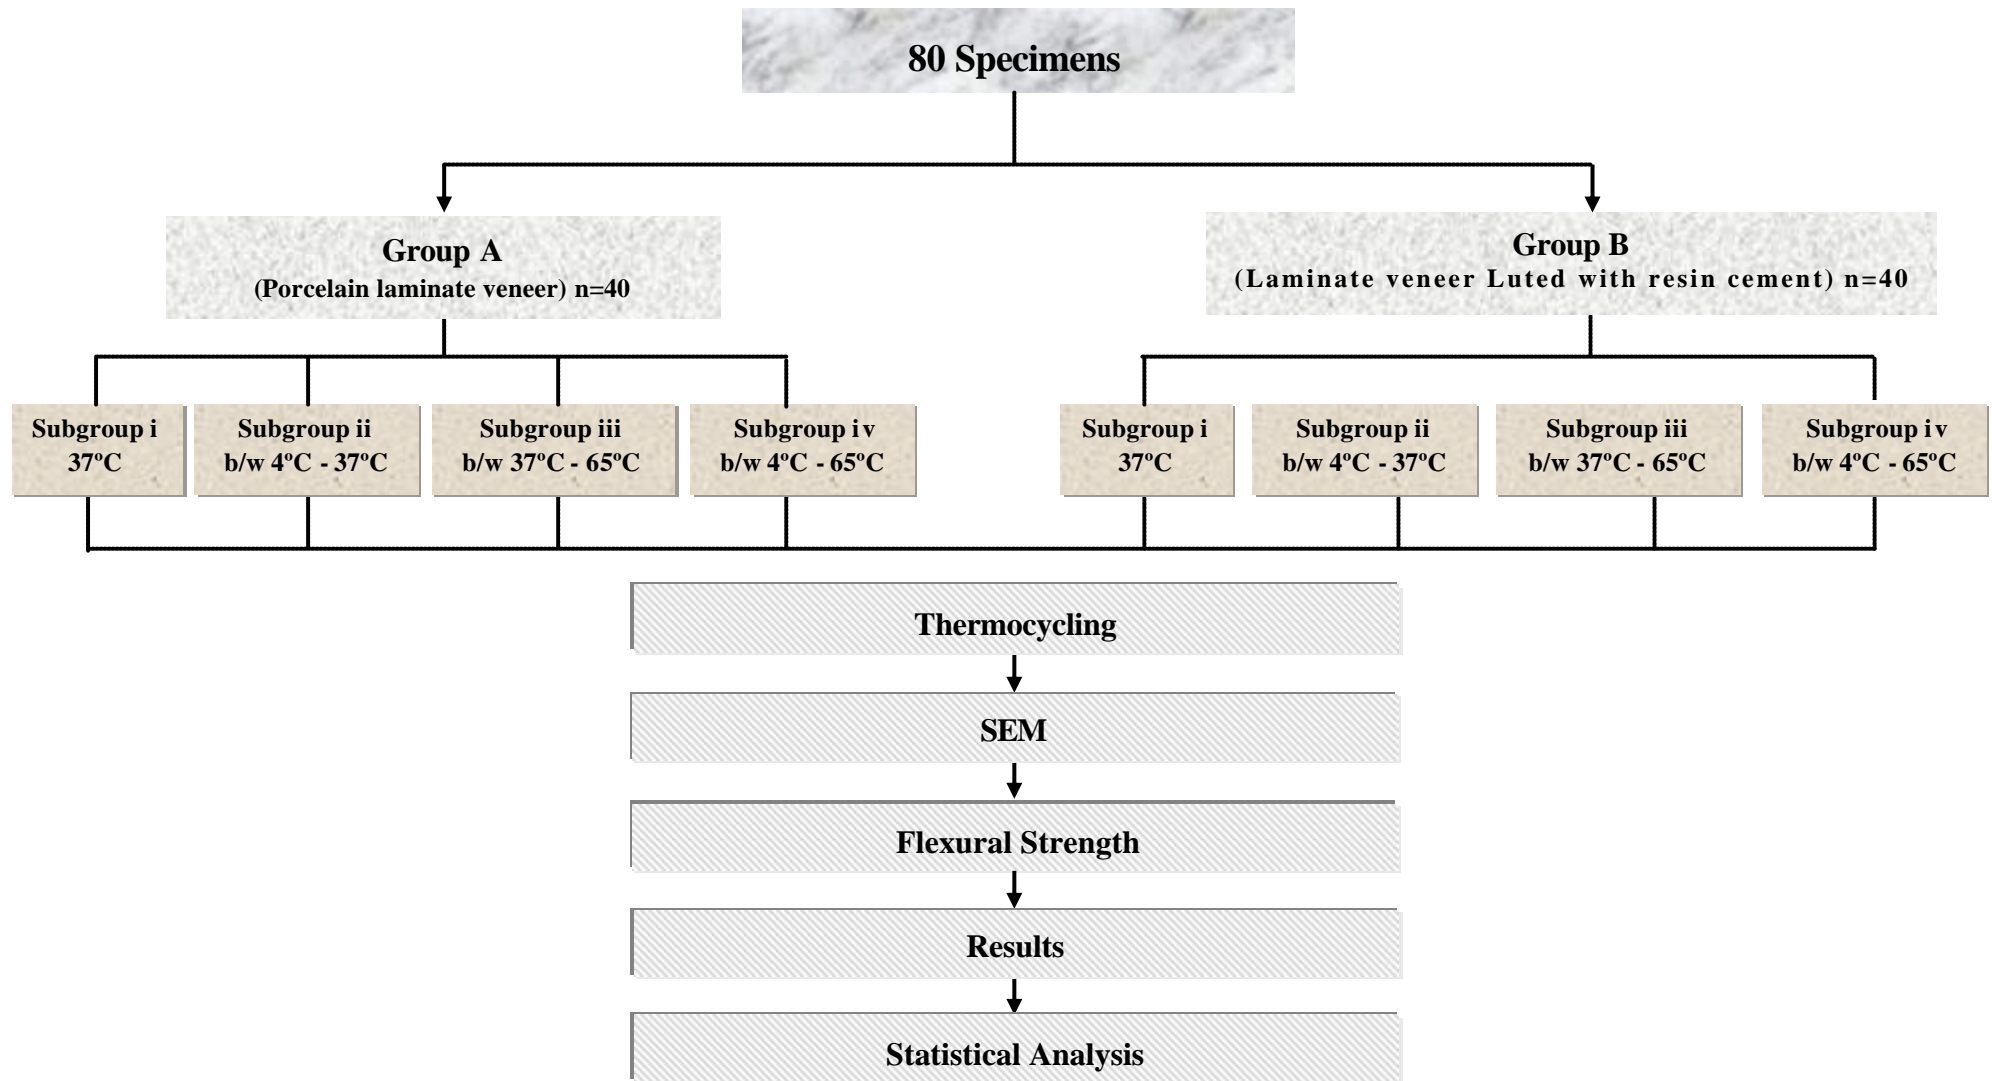 80 Specimens
Group A
(Porcelain laminate veneer) n=40
Group B
(Laminate veneer Luted with resin cement) n=40
Subgroup i
37ºC
Subgroup ii
b/w 4ºC - 37ºC
Subgroup iii
b/w 37ºC - 65ºC
Subgroup iv
b/w 4ºC - 65ºC
Subgroup i
37ºC
Subgroup ii
b/w 4ºC - 37ºC
Subgroup iii
b/w 37ºC - 65ºC
Subgroup iv
b/w 4ºC - 65ºC
Thermocycling
SEM
Flexural Strength
Results
Statistical Analysis